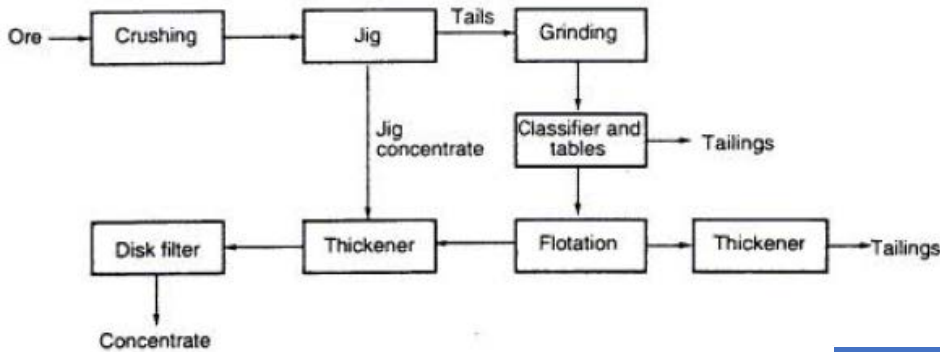 Tails
Ore
Crushing
Jig
Grinding
Jig
concentrate
Classifier and
tables
Tailings
Disk filter
Thickener
Flotation
Thickener
Tailings
Concentrate